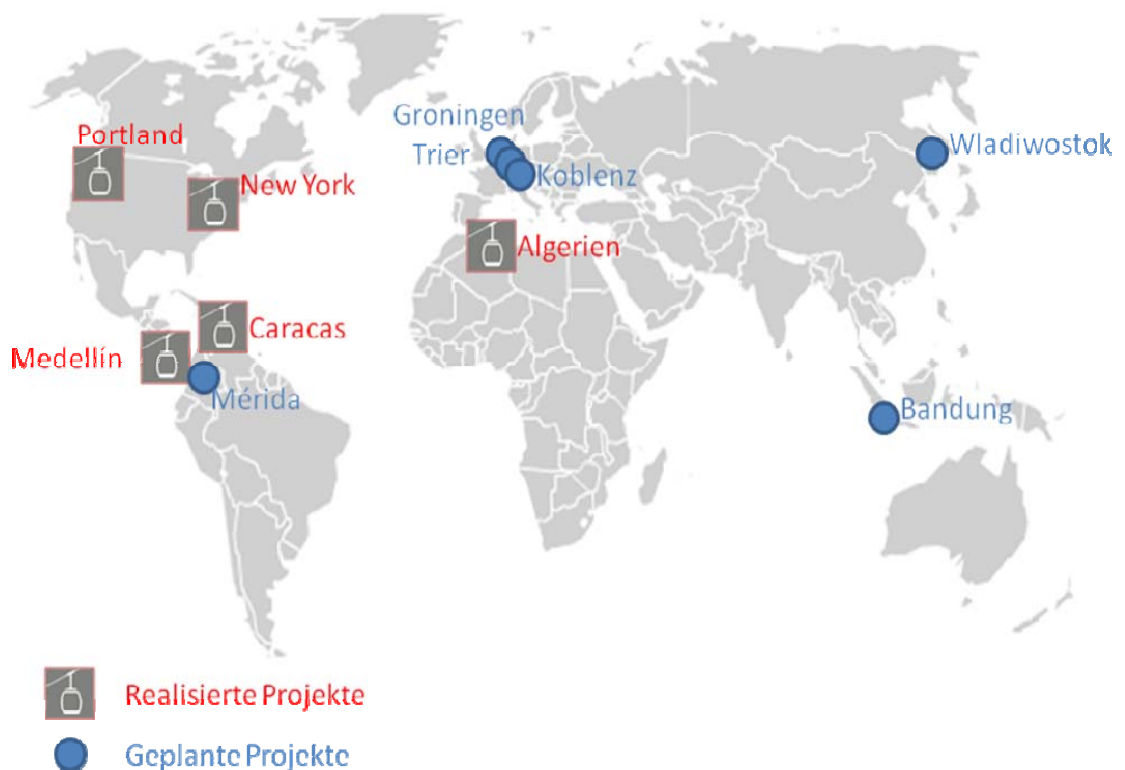 Groningen
Portland
Trier
Wladiwostok
Koblenz
New York
Algerien
Caracas
Medellín
Mérida
Bandung
Realisierte Projekte
Geplante Projekte